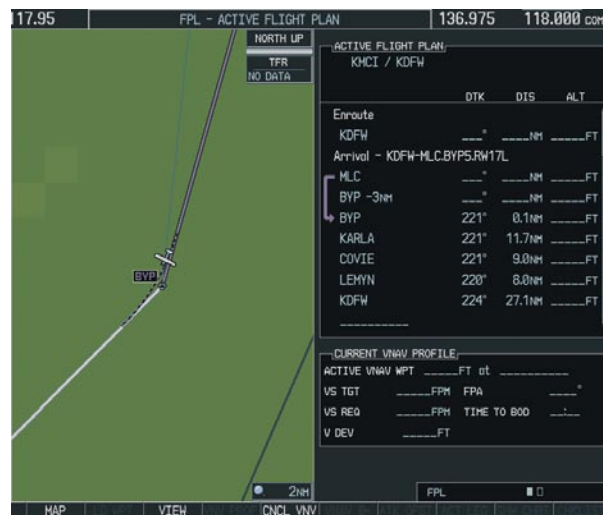 17.95 FPL - ACTIVE FLIGHT PLAN 136.975 118.000 COM
NORTH UP
TFR
NO DATA
BYP
2NM
ACTIVE FLIGHT PLAN
KMCI / KDFW
DTK DIS ALT
Enroute
KDFW ___° ____NM _____FT
Arrival - KDFW-MLC.BYP5.RW17L
MLC ___° ____NM _____FT
BYP -3NM ___° ____NM _____FT
BYP 221° 0.1NM _____FT
KARLA 221° 11.7NM _____FT
COVIE 221° 9.0NM _____FT
LEMYN 220° 8.0NM _____FT
KDFW 224° 27.1NM _____FT
__________
CURRENT VNAV PROFILE
ACTIVE VNAV WPT _____FT at __________
VS TGT _____FPM FPA ____°
VS REQ _____FPM TIME TO BOD __:__
V DEV _____FT
FPL
MAP VIEW CNCL VNV